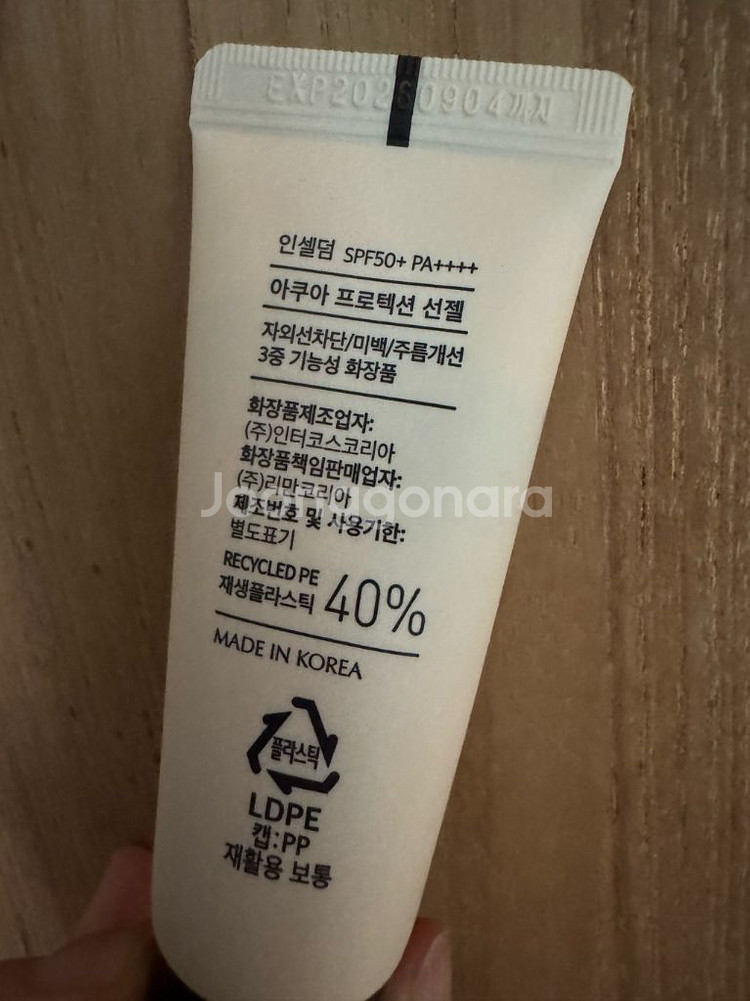 EXP20260904까지
인셀덤 SPF50+ PA++++
아쿠아 프로텍션 선젤
자외선차단/미백/주름개선
3중 기능성 화장품
화장품제조업자:
(주)인터코스코리아
화장품책임판매업자:
(주)리만코리아
제조번호 및 사용기한:
별도표기
RECYCLED PE
재생플라스틱 40%
MADE IN KOREA
플라스틱
LDPE
캡:PP
재활용 보통
Joonggonara